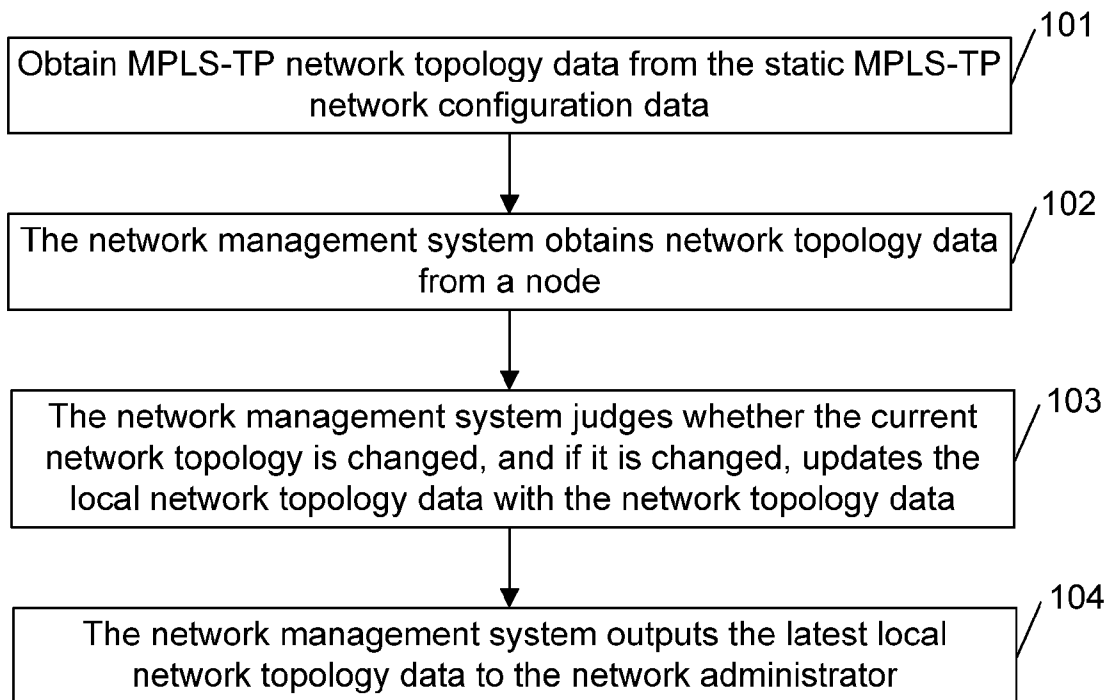 101
Obtain MPLS-TP network topology data from the static MPLS-TP
network configuration data
102
The network management system obtains network topology data
from a node
103
The network management system judges whether the current
network topology is changed, and if it is changed, updates the
local network topology data with the network topology data
104
The network management system outputs the latest local
network topology data to the network administrator